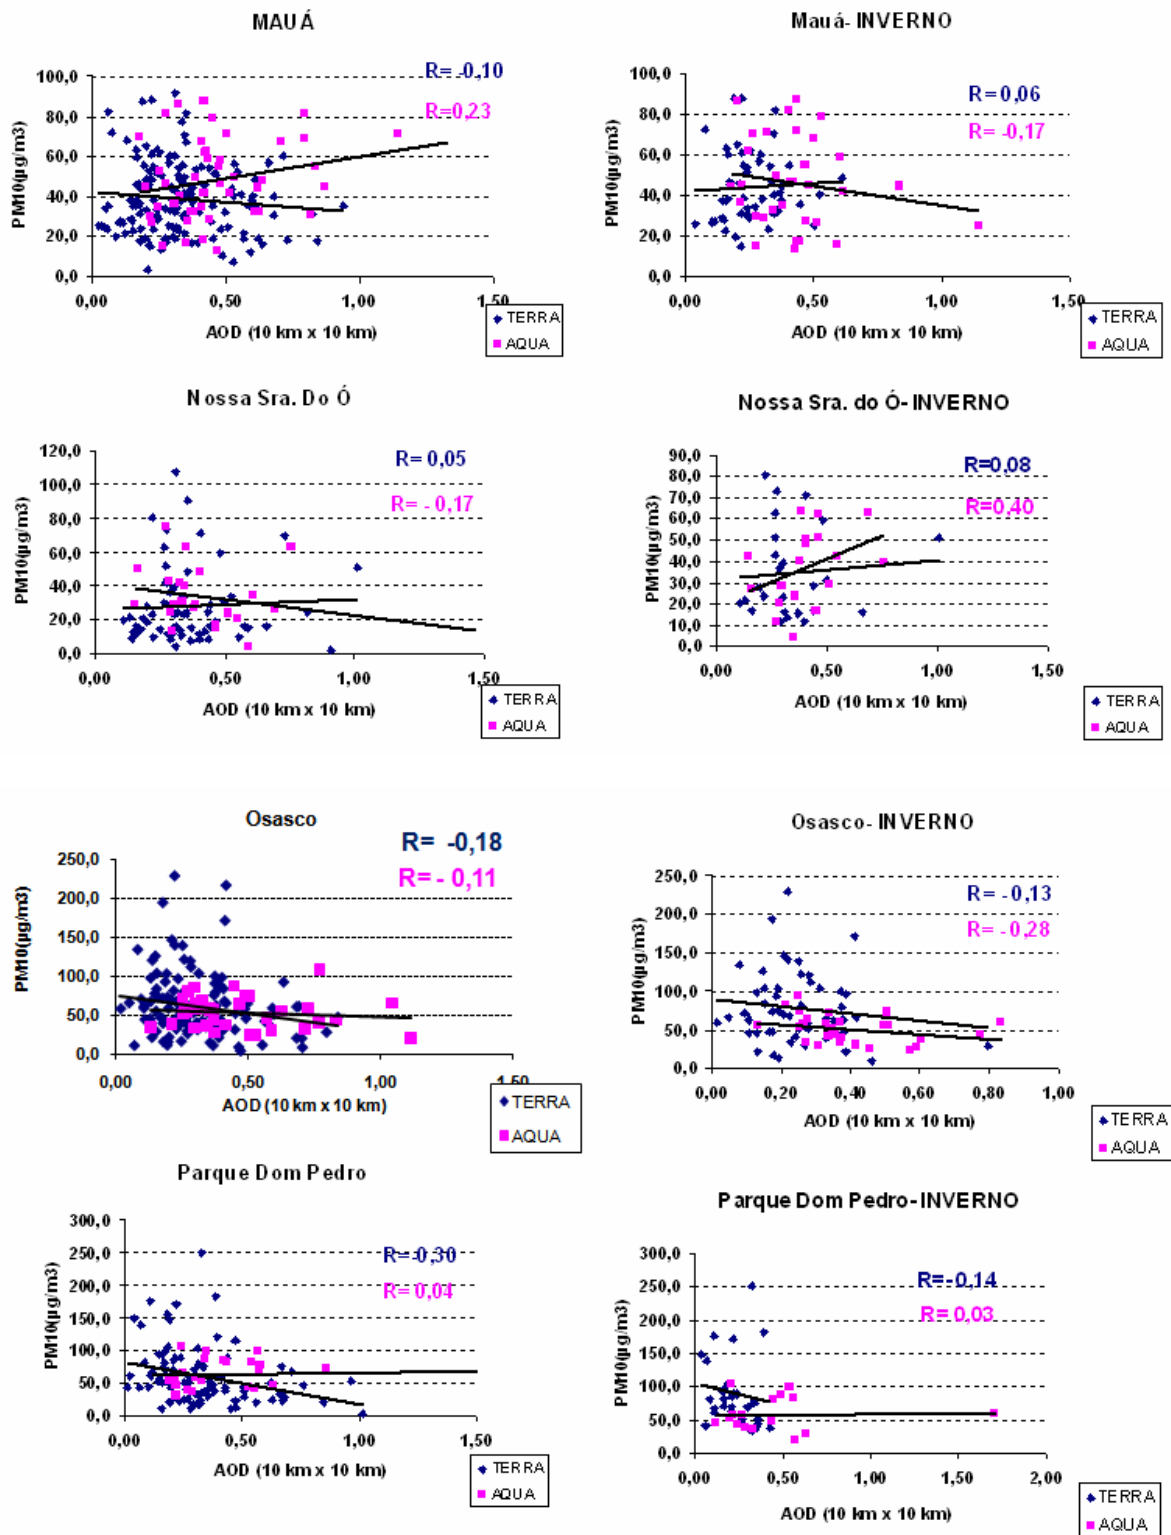 MAUÁ
R= -0,10
R=0,23
PM10(µg/m3)
100,0
80,0
60,0
40,0
20,0
0,0
0,00
0,50
1,00
1,50
AOD (10 km x 10 km)
TERRA
AQUA
Mauá- INVERNO
R= 0,06
R= -0,17
PM10(µg/m3)
100,0
80,0
60,0
40,0
20,0
0,0
0,00
0,50
1,00
1,50
AOD (10 km x 10 km)
TERRA
AQUA
Nossa Sra. Do Ó
R= 0,05
R= - 0,17
PM10(µg/m3)
120,0
100,0
80,0
60,0
40,0
20,0
0,0
0,00
0,50
1,00
1,50
AOD (10 km x 10 km)
TERRA
AQUA
Nossa Sra. do Ó- INVERNO
R=0,08
R=0,40
PM10(µg/m3)
90,0
80,0
70,0
60,0
50,0
40,0
30,0
20,0
10,0
0,0
0,00
0,50
1,00
1,50
AOD (10 km x 10 km)
TERRA
AQUA
Osasco
R= -0,18
R= - 0,11
PM10(µg/m3)
250,0
200,0
150,0
100,0
50,0
0,0
0,00
0,50
1,00
1,50
AOD (10 km x 10 km)
TERRA
AQUA
Osasco- INVERNO
R= -0,13
R= -0,28
PM10(µg/m3)
250,0
200,0
150,0
100,0
50,0
0,0
0,00
0,20
0,40
0,60
0,80
1,00
AOD (10 km x 10 km)
TERRA
AQUA
Parque Dom Pedro
R=-0,30
R= 0,04
PM10(µg/m3)
300,0
250,0
200,0
150,0
100,0
50,0
0,0
0,00
0,50
1,00
1,50
AOD (10 km x 10 km)
TERRA
AQUA
Parque Dom Pedro- INVERNO
R=-0,14
R= 0,03
PM10(µg/m3)
300,0
250,0
200,0
150,0
100,0
50,0
0,0
0,00
0,50
1,00
1,50
2,00
AOD (10 km x 10 km)
TERRA
AQUA